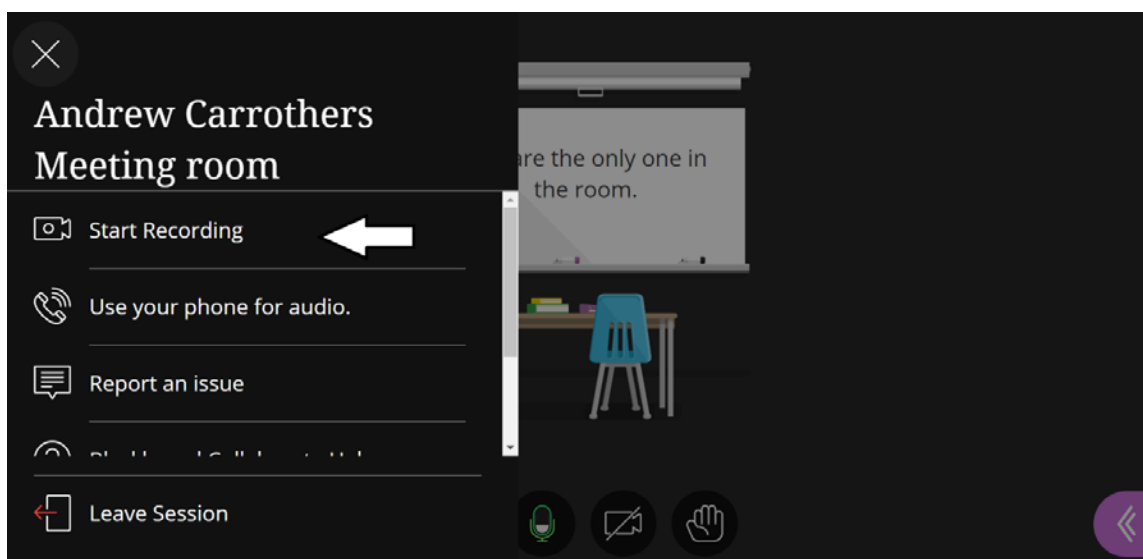 Andrew Carrothers
Meeting room
are the only one in
the room.
Start Recording
Use your phone for audio.
Report an issue
Leave Session